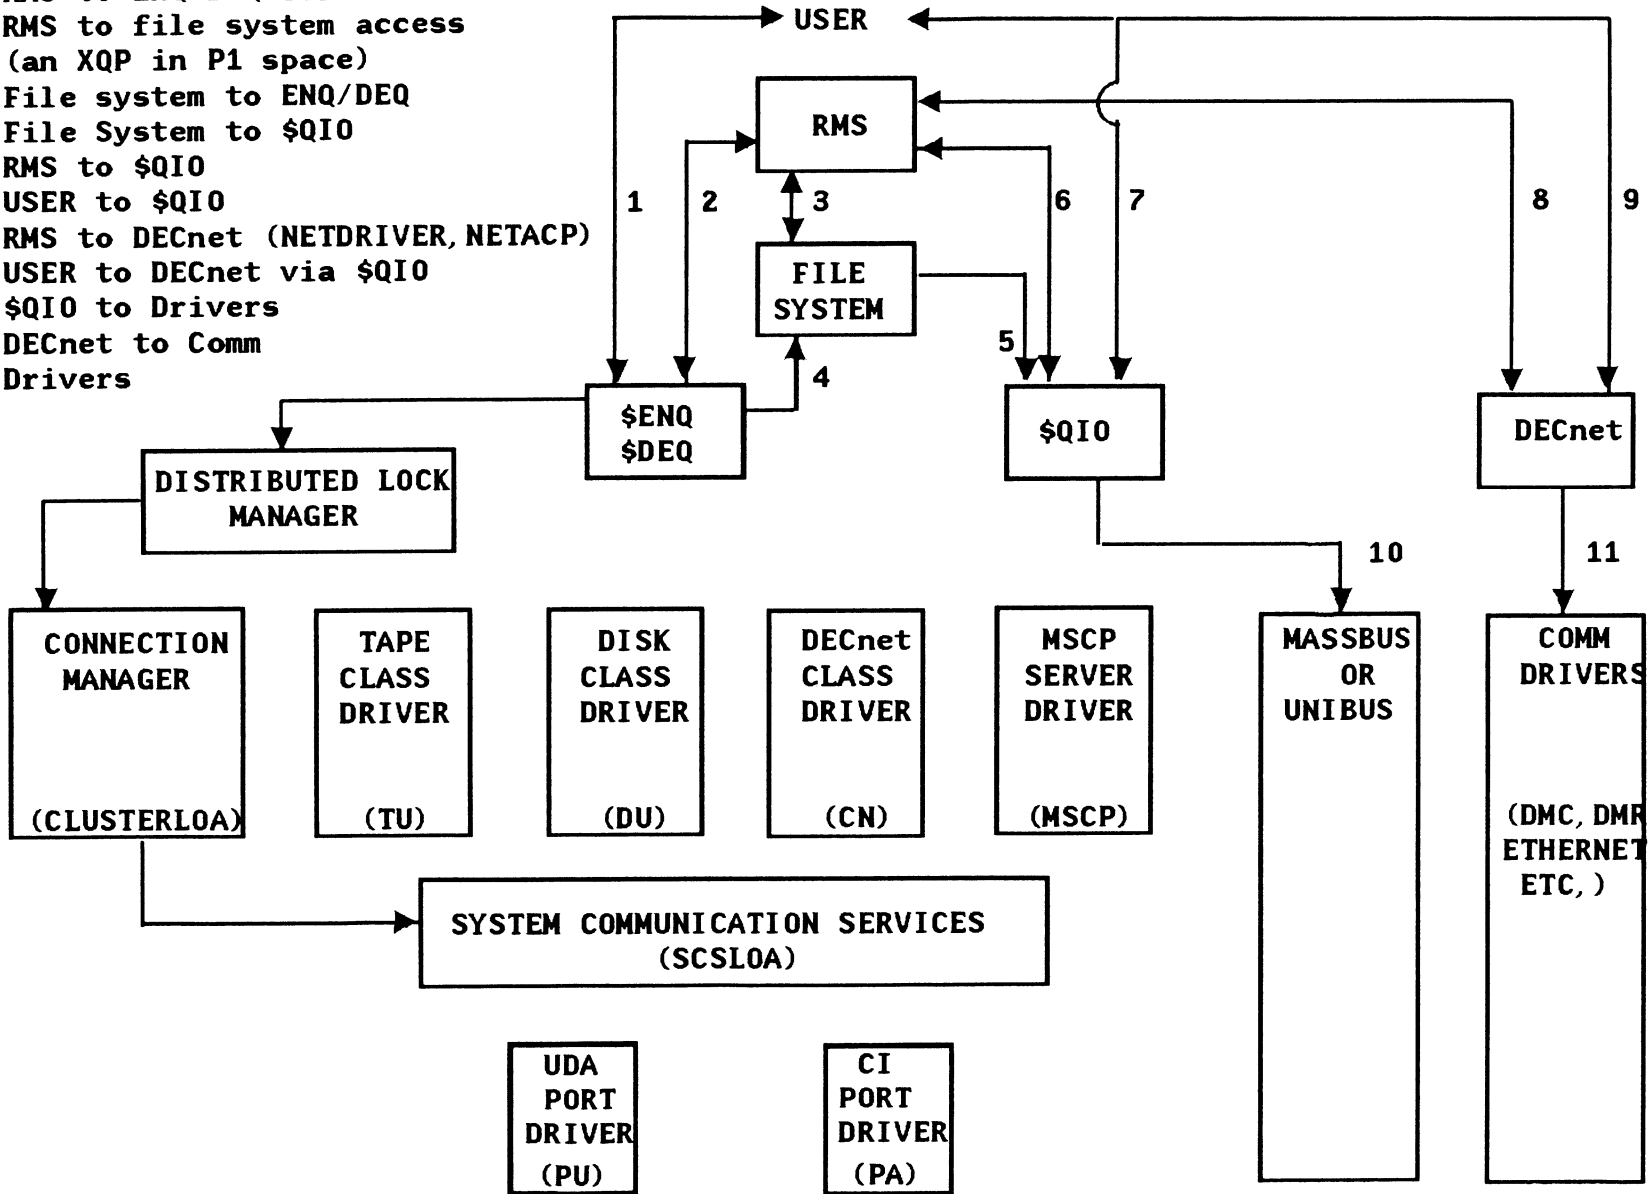 RMS to file system access
(an XQP in P1 space)
File system to ENQ/DEQ
File System to $QIO
RMS to $QIO
USER to $QIO
RMS to DECnet (NETDRIVER, NETACP)
USER to DECnet via $QIO
$QIO to Drivers
DECnet to Comm
Drivers
USER
RMS
1
2
3
6
7
8
9
FILE
SYSTEM
5
4
$ENQ
$DEQ
$QIO
DECnet
DISTRIBUTED LOCK
MANAGER
10
11
CONNECTION
MANAGER
(CLUSTERLOA)
TAPE
CLASS
DRIVER
(TU)
DISK
CLASS
DRIVER
(DU)
DECnet
CLASS
DRIVER
(CN)
MSCP
SERVER
DRIVER
(MSCP)
MASSBUS
OR
UNIBUS
COMM
DRIVERS
(DMC, DMR
ETHERNET
ETC, )
SYSTEM COMMUNICATION SERVICES
(SCSLOA)
UDA
PORT
DRIVER
(PU)
CI
PORT
DRIVER
(PA)